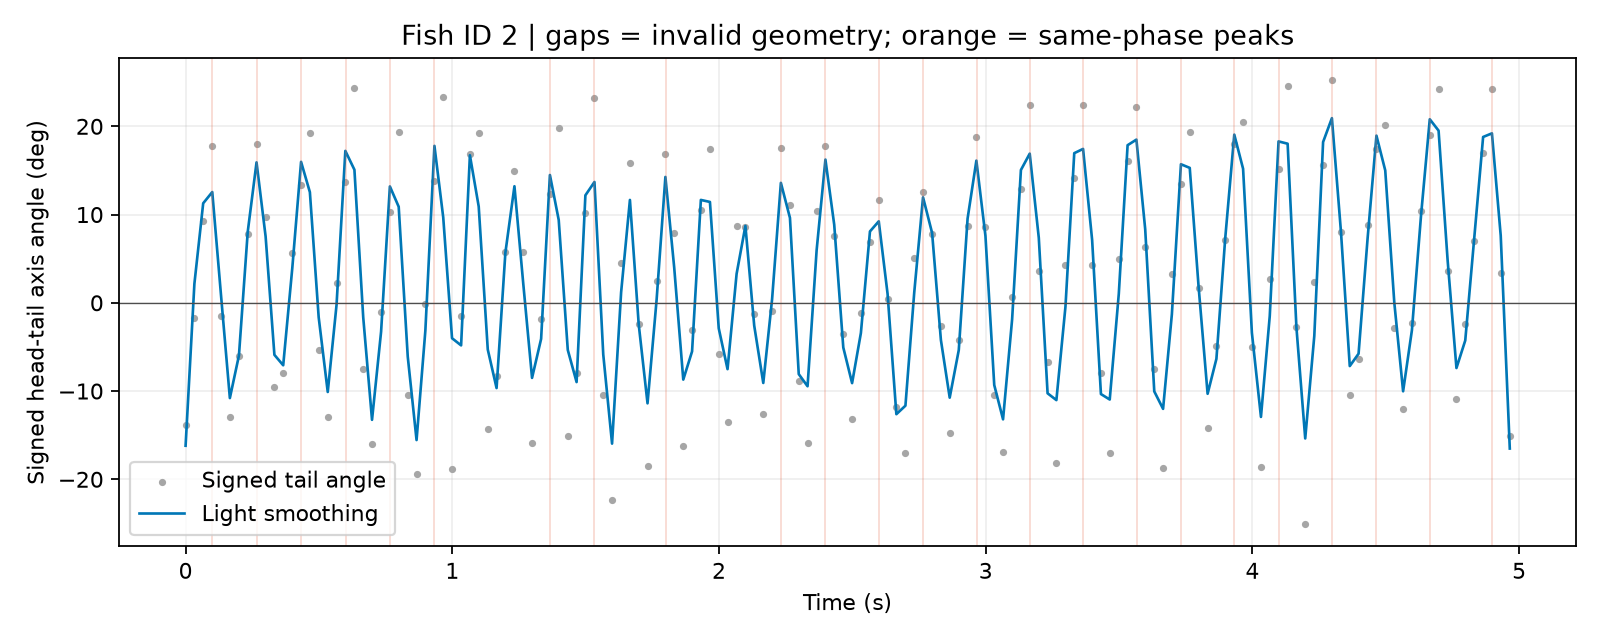 Fish ID 2 | gaps = invalid geometry; orange = same-phase peaks
Signed head-tail axis angle (deg)
20
10
0
−10
−20
Signed tail angle
Light smoothing
0 1 2 3 4 5
Time (s)